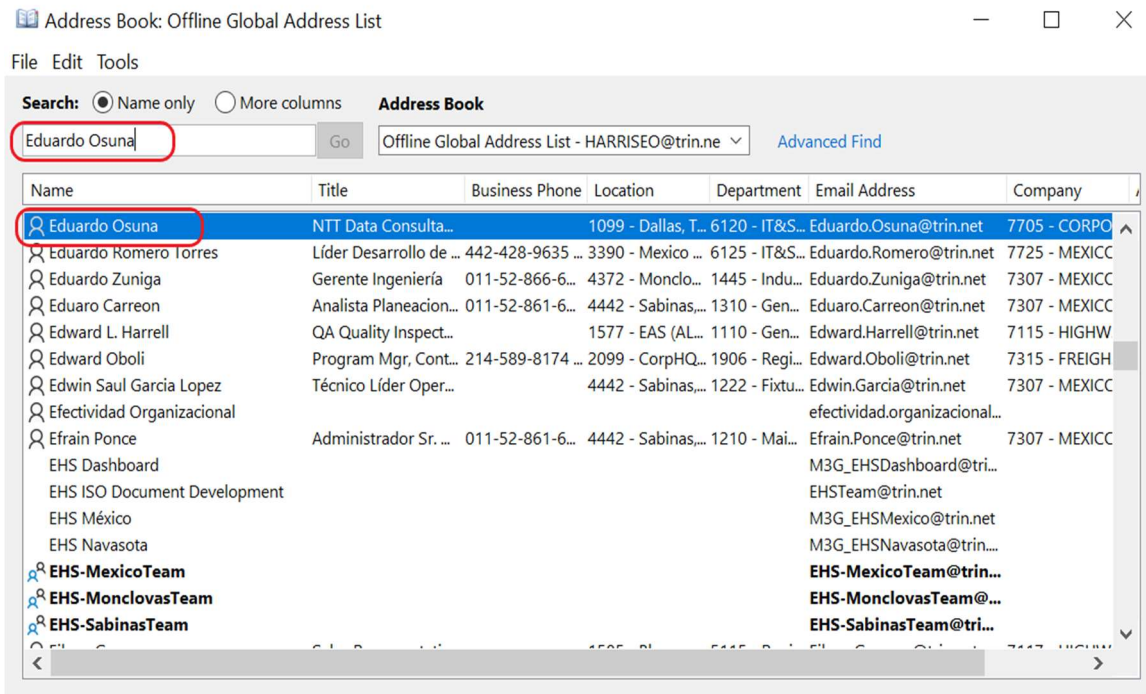 Address Book: Offline Global Address List
File Edit Tools
Search: Name only More columns Address Book
Eduardo Osuna Go Offline Global Address List - HARRISEO@trin.ne Advanced Find
Name Title Business Phone Location Department Email Address Company
Eduardo Osuna NTT Data Consulta... 1099 - Dallas, T... 6120 - IT&S... Eduardo.Osuna@trin.net 7705 - CORPO
Eduardo Romero Torres Líder Desarrollo de ... 442-428-9635 ... 3390 - Mexico ... 6125 - IT&S... Eduardo.Romero@trin.net 7725 - MEXICC
Eduardo Zuniga Gerente Ingeniería 011-52-866-6... 4372 - Monclo... 1445 - Indu... Eduardo.Zuniga@trin.net 7307 - MEXICC
Eduaro Carreon Analista Planeacion... 011-52-861-6... 4442 - Sabinas,... 1310 - Gen... Eduaro.Carreon@trin.net 7307 - MEXICC
Edward L. Harrell QA Quality Inspect... 1577 - EAS (AL... 1110 - Gen... Edward.Harrell@trin.net 7115 - HIGHW
Edward Oboli Program Mgr, Cont... 214-589-8174 ... 2099 - CorpHQ... 1906 - Regi... Edward.Oboli@trin.net 7315 - FREIGH
Edwin Saul Garcia Lopez Técnico Líder Oper... 4442 - Sabinas,... 1222 - Fixtu... Edwin.Garcia@trin.net 7307 - MEXICC
Efectividad Organizacional efectividad.organizacional...
Efrain Ponce Administrador Sr. ... 011-52-861-6... 4442 - Sabinas,... 1210 - Mai... Efrain.Ponce@trin.net 7307 - MEXICC
EHS Dashboard M3G_EHSDashboard@tri...
EHS ISO Document Development EHSTeam@trin.net
EHS México M3G_EHSMexico@trin.net
EHS Navasota M3G_EHSNavasota@trin....
EHS-MexicoTeam EHS-MexicoTeam@trin...
EHS-MonclovasTeam EHS-MonclovasTeam@...
EHS-SabinasTeam EHS-SabinasTeam@tri...